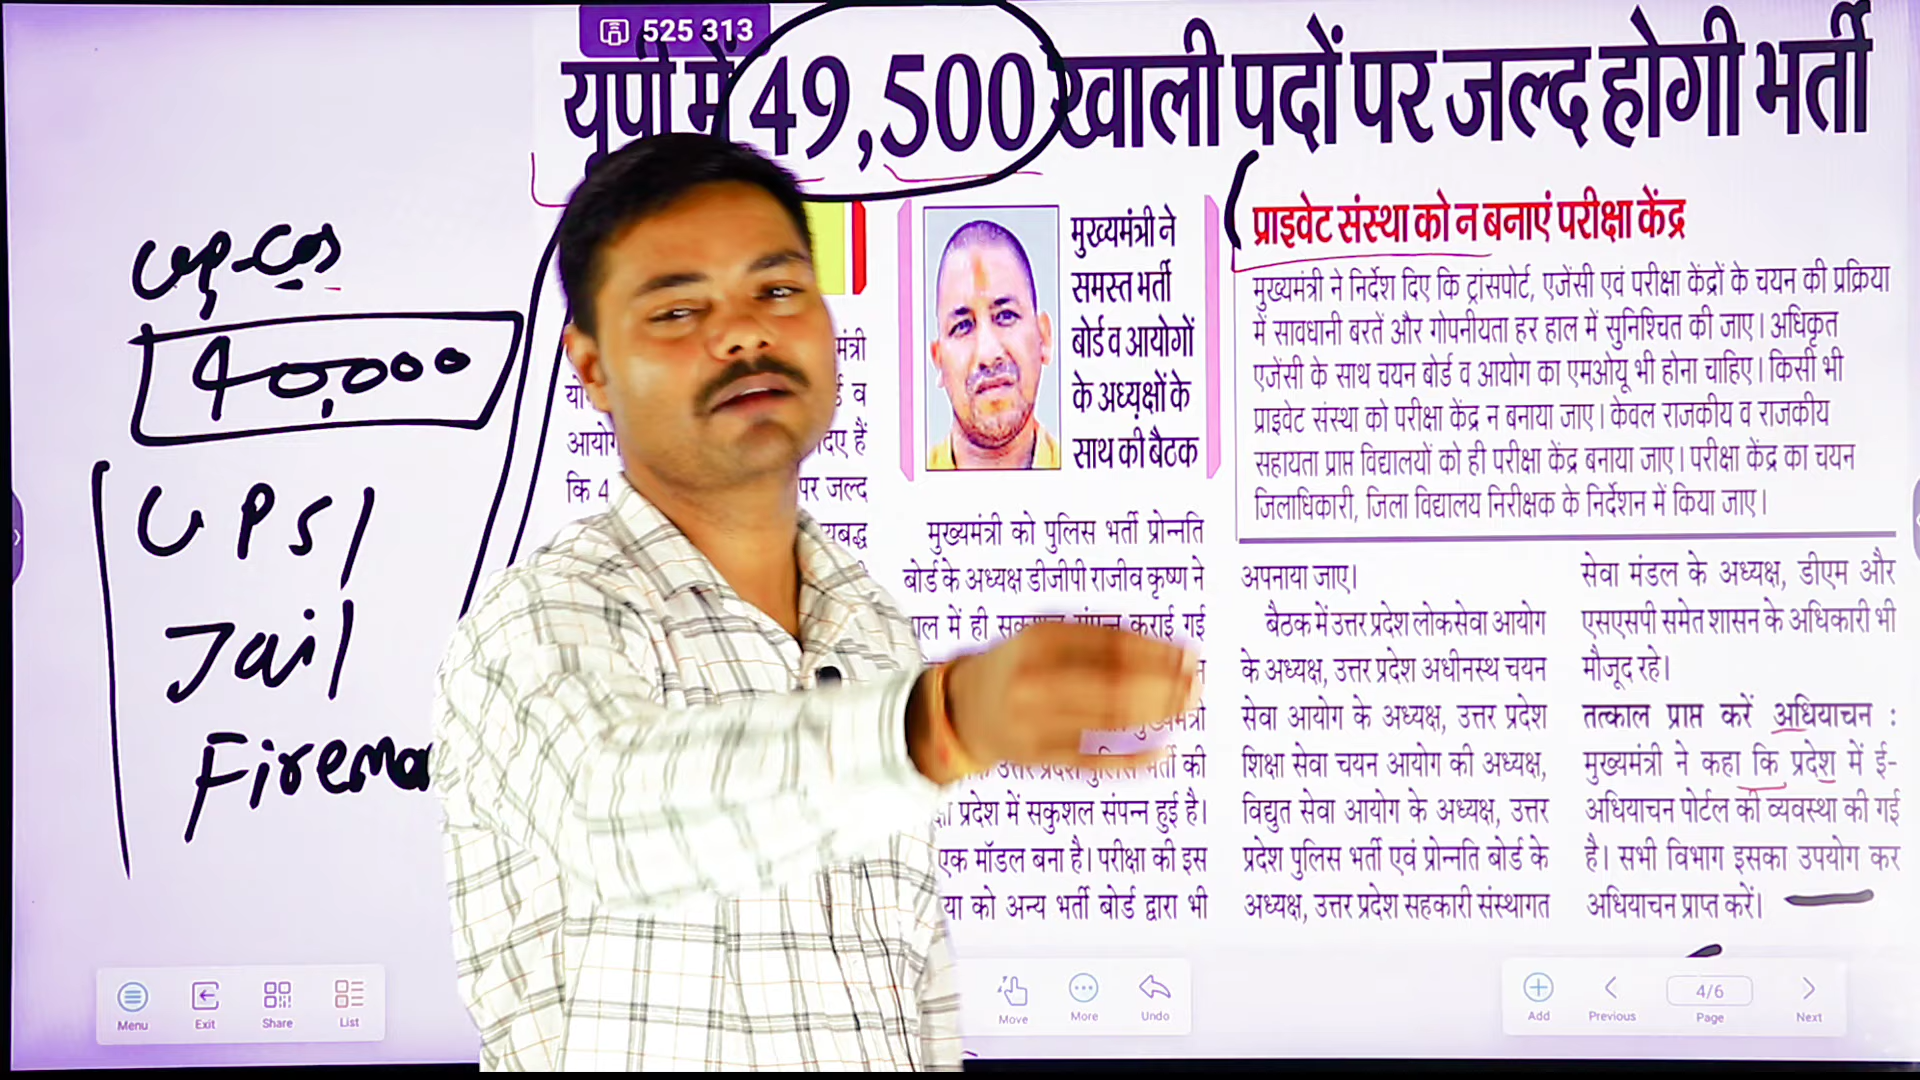 525 313
यूपी में 49,500 खाली पदों पर जल्द होगी भर्ती
40,000
UPSI
Jail
मंत्री
व
आयोग
दिए हैं
कि 4
पर जल्द
मुख्यमंत्री ने
समस्त भर्ती
बोर्ड व आयोगों
के अध्यक्षों के
साथ की बैठक
मुख्यमंत्री को पुलिस भर्ती प्रोन्नति
बोर्ड के अध्यक्ष डीजीपी राजीव कृष्ण ने
में ही कराई गई
की
प्रदेश में सकुशल संपन्न हुई है।
एक मॉडल बना है। परीक्षा की इस
को अन्य भर्ती बोर्ड द्वारा भी
प्राइवेट संस्था को न बनाएं परीक्षा केंद्र
मुख्यमंत्री ने निर्देश दिए कि ट्रांसपोर्ट, एजेंसी एवं परीक्षा केंद्रों के चयन की प्रक्रिया
में सावधानी बरतें और गोपनीयता हर हाल में सुनिश्चित की जाए। अधिकृत
एजेंसी के साथ चयन बोर्ड व आयोग का एमओयू भी होना चाहिए। किसी भी
प्राइवेट संस्था को परीक्षा केंद्र न बनाया जाए। केवल राजकीय व राजकीय
सहायता प्राप्त विद्यालयों को ही परीक्षा केंद्र बनाया जाए। परीक्षा केंद्र का चयन
जिलाधिकारी, जिला विद्यालय निरीक्षक के निर्देशन में किया जाए।
अपनाया जाए।
बैठक में उत्तर प्रदेश लोकसेवा आयोग
के अध्यक्ष, उत्तर प्रदेश अधीनस्थ चयन
सेवा आयोग के अध्यक्ष, उत्तर प्रदेश
शिक्षा सेवा चयन आयोग की अध्यक्ष,
विद्युत सेवा आयोग के अध्यक्ष, उत्तर
प्रदेश पुलिस भर्ती एवं प्रोन्नति बोर्ड के
अध्यक्ष, उत्तर प्रदेश सहकारी संस्थागत
सेवा मंडल के अध्यक्ष, डीएम और
एसएसपी समेत शासन के अधिकारी भी
मौजूद रहे।
तत्काल प्राप्त करें अधियाचन :
मुख्यमंत्री ने कहा कि प्रदेश में ई-
अधियाचन पोर्टल की व्यवस्था की गई
है। सभी विभाग इसका उपयोग कर
अधियाचन प्राप्त करें।
Menu Exit Share List Move More Undo Add Previous 4/6 Page Next